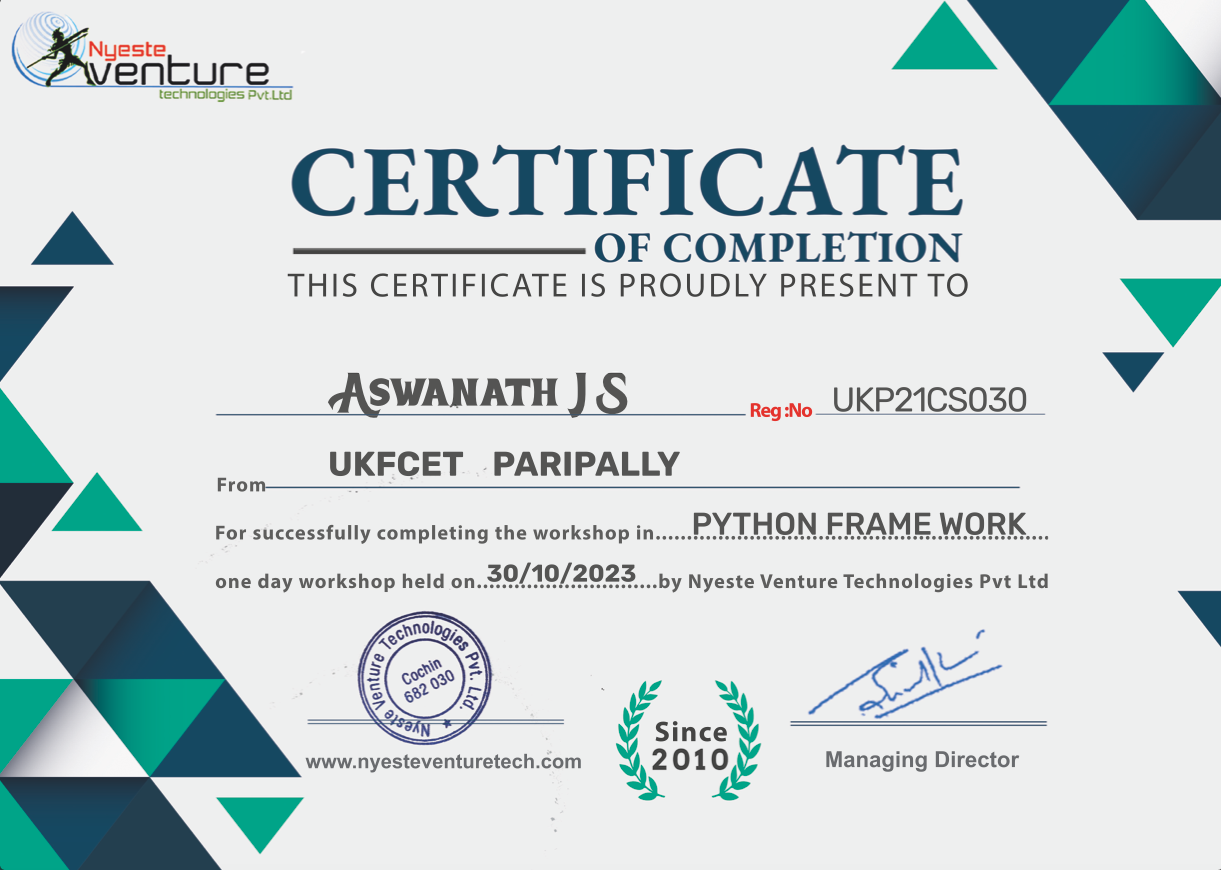 Nyeste
venture
technologies Pvt.Ltd
CERTIFICATE
OF COMPLETION
THIS CERTIFICATE IS PROUDLY PRESENT TO
ASWANATH J S Reg :No UKP21CS030
From UKFCET PARIPALLY
For successfully completing the workshop in......PYTHON FRAME WORK...
one day workshop held on..30/10/2023...by Nyeste Venture Technologies Pvt Ltd
Nyeste Venture Technologies Pvt. Ltd.
Cochin
682 030
www.nyesteventuretech.com
Since
2010
Managing Director